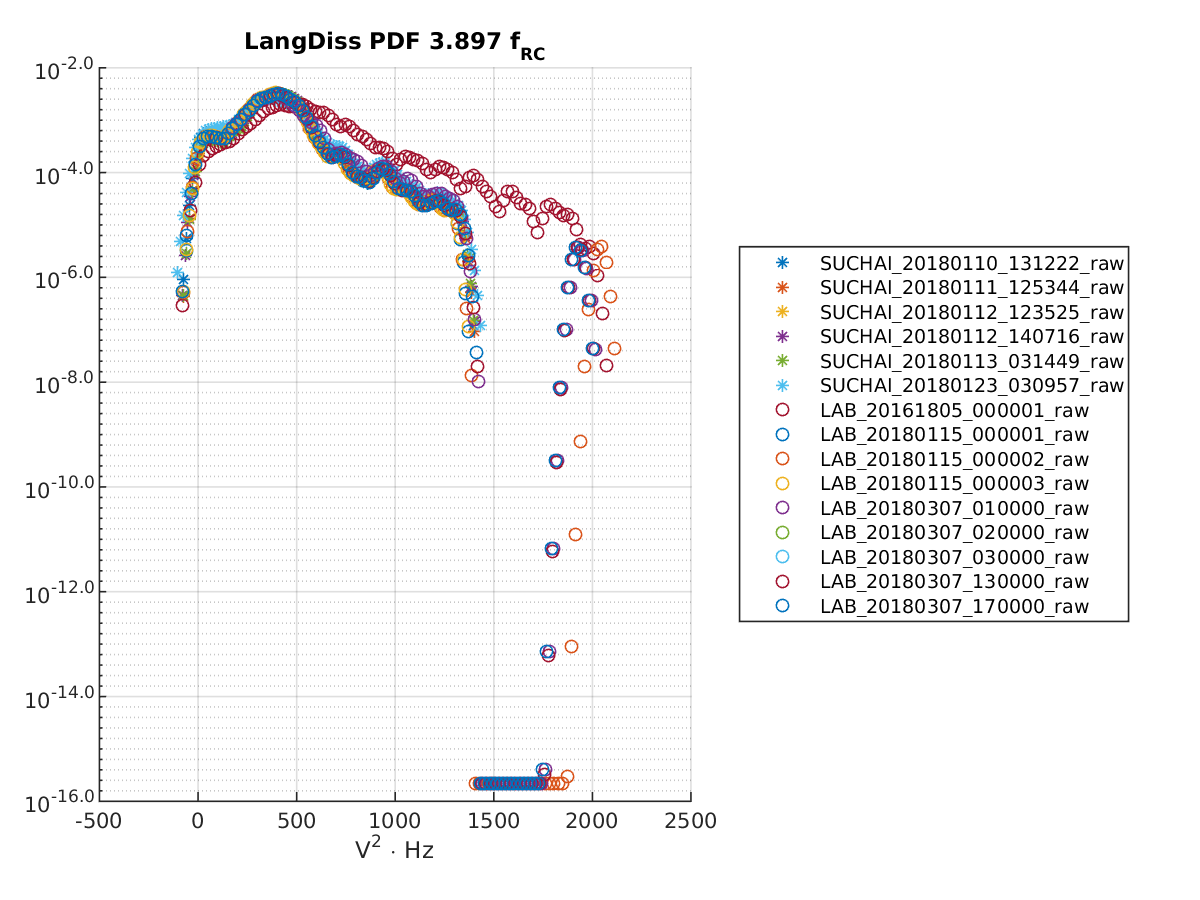 LangDiss PDF 3.897 f_RC
10^-2.0
10^-4.0
10^-6.0
10^-8.0
10^-10.0
10^-12.0
10^-14.0
10^-16.0
-500 0 500 1000 1500 2000 2500
V^2 · Hz
SUCHAI_20180110_131222_raw
SUCHAI_20180111_125344_raw
SUCHAI_20180112_123525_raw
SUCHAI_20180112_140716_raw
SUCHAI_20180113_031449_raw
SUCHAI_20180123_030957_raw
LAB_20161805_000001_raw
LAB_20180115_000001_raw
LAB_20180115_000002_raw
LAB_20180115_000003_raw
LAB_20180307_010000_raw
LAB_20180307_020000_raw
LAB_20180307_030000_raw
LAB_20180307_130000_raw
LAB_20180307_170000_raw